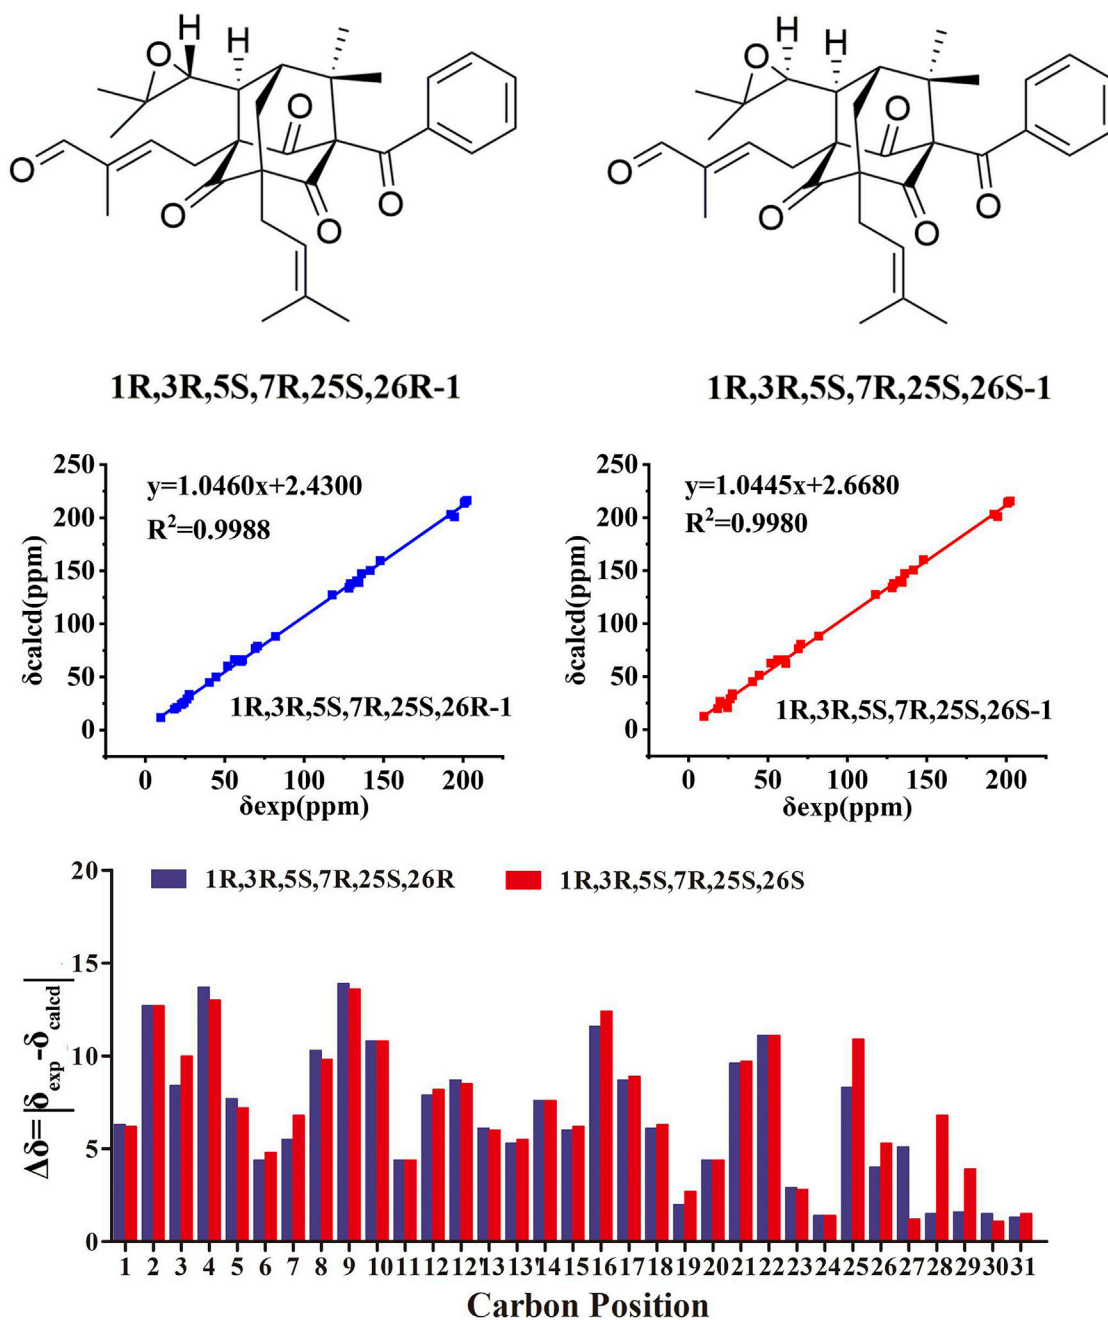 H H
O
O
O
O
O
O
H H
O
O
O
O
O
O
1R,3R,5S,7R,25S,26R-1
1R,3R,5S,7R,25S,26S-1
250
200
150
100
50
0
δcalcd(ppm)
y=1.0460x+2.4300
R²=0.9988
1R,3R,5S,7R,25S,26R-1
0 50 100 150 200
δexp(ppm)
250
200
150
100
50
0
δcalcd(ppm)
y=1.0445x+2.6680
R²=0.9980
1R,3R,5S,7R,25S,26S-1
0 50 100 150 200
δexp(ppm)
20
15
10
5
0
Δδ=|δexp-δcalcd|
1R,3R,5S,7R,25S,26R
1R,3R,5S,7R,25S,26S
1 2 3 4 5 6 7 8 9 10 11 12 12' 13 13' 14 15 16 17 18 19 20 21 22 23 24 25 26 27 28 29 30 31
Carbon Position